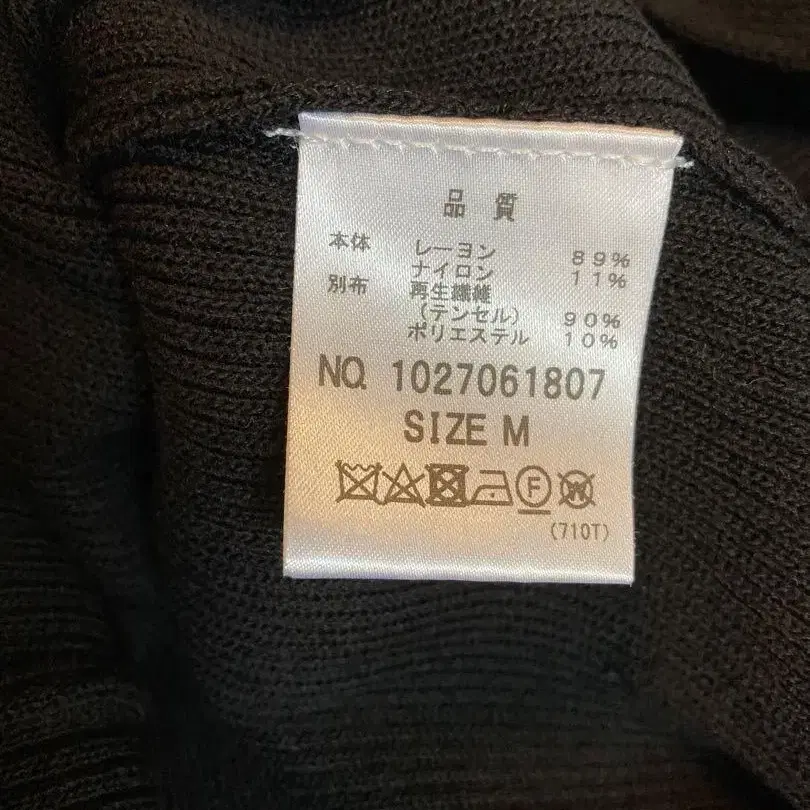 品質
本体 レーヨン 89%
ナイロン 11%
別布 再生繊維
(テンセル) 90%
ポリエステル 10%
NO. 1027061807
SIZE M
F W
(710T)